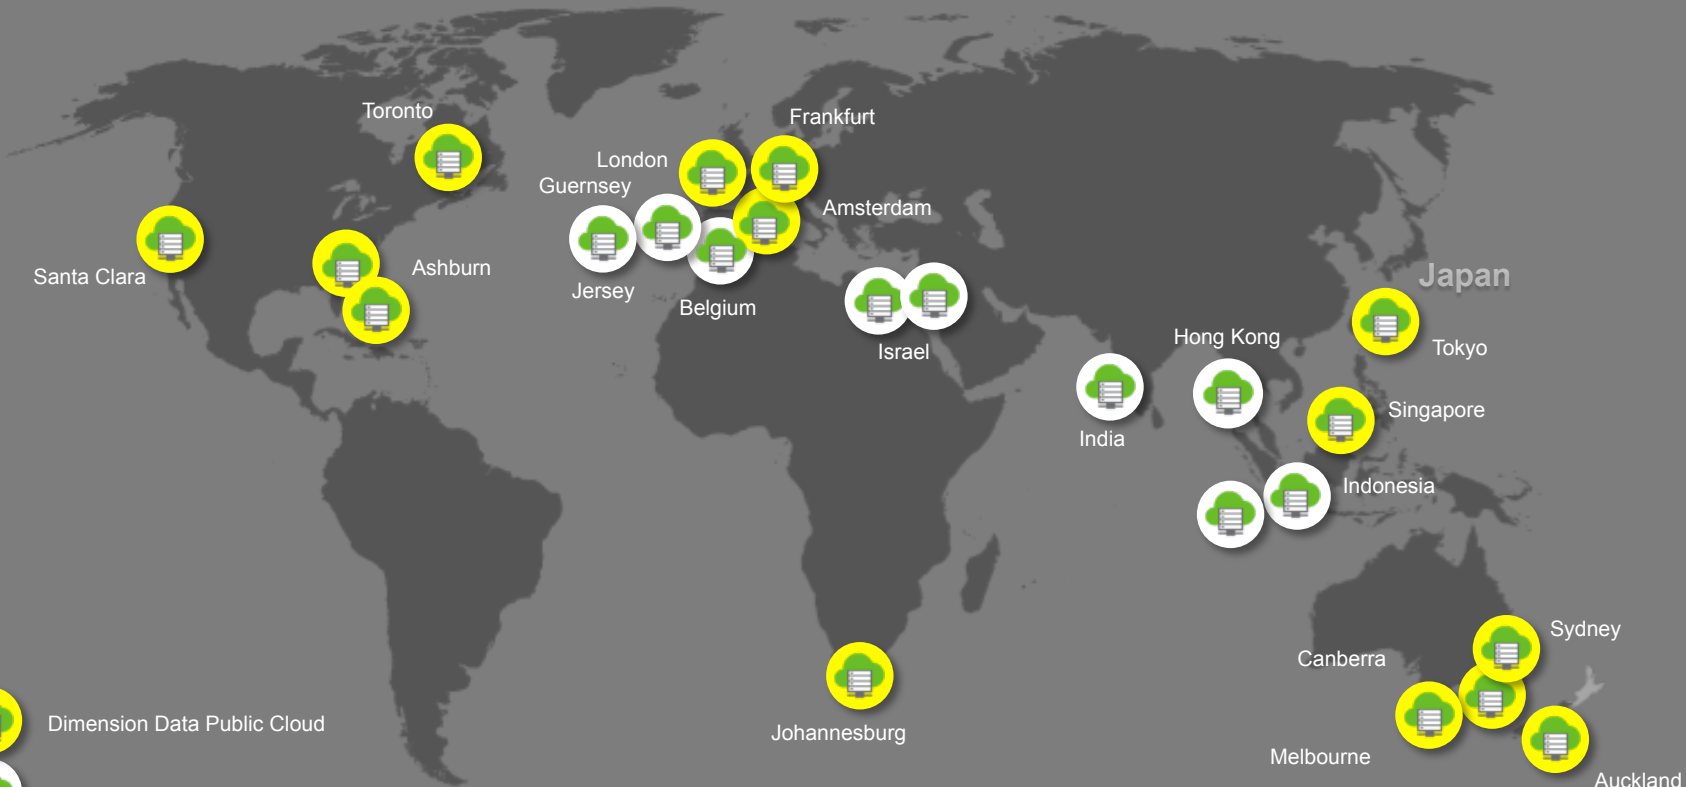 Toronto
Frankfurt
London
Guernsey
Amsterdam
Santa Clara
Ashburn
Jersey
Belgium
Israel
Japan
Hong Kong
Tokyo
India
Singapore
Indonesia
Sydney
Canberra
Dimension Data Public Cloud
Johannesburg
Melbourne
Auckland